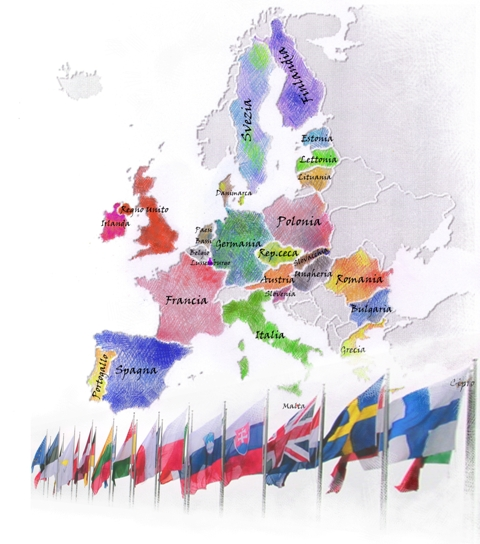 Finlandia
Svezia
Estonia
Lettonia
Lituania
Danimarca
Regno Unito
Irlanda
Paesi
Bassi
Germania
Polonia
Belgio
Lussemburgo
Rep.ceca
Slovacchia
Austria
Ungheria
Romania
Slovenia
Francia
Bulgaria
Italia
Grecia
Portogallo
Spagna
Cipro
Malta